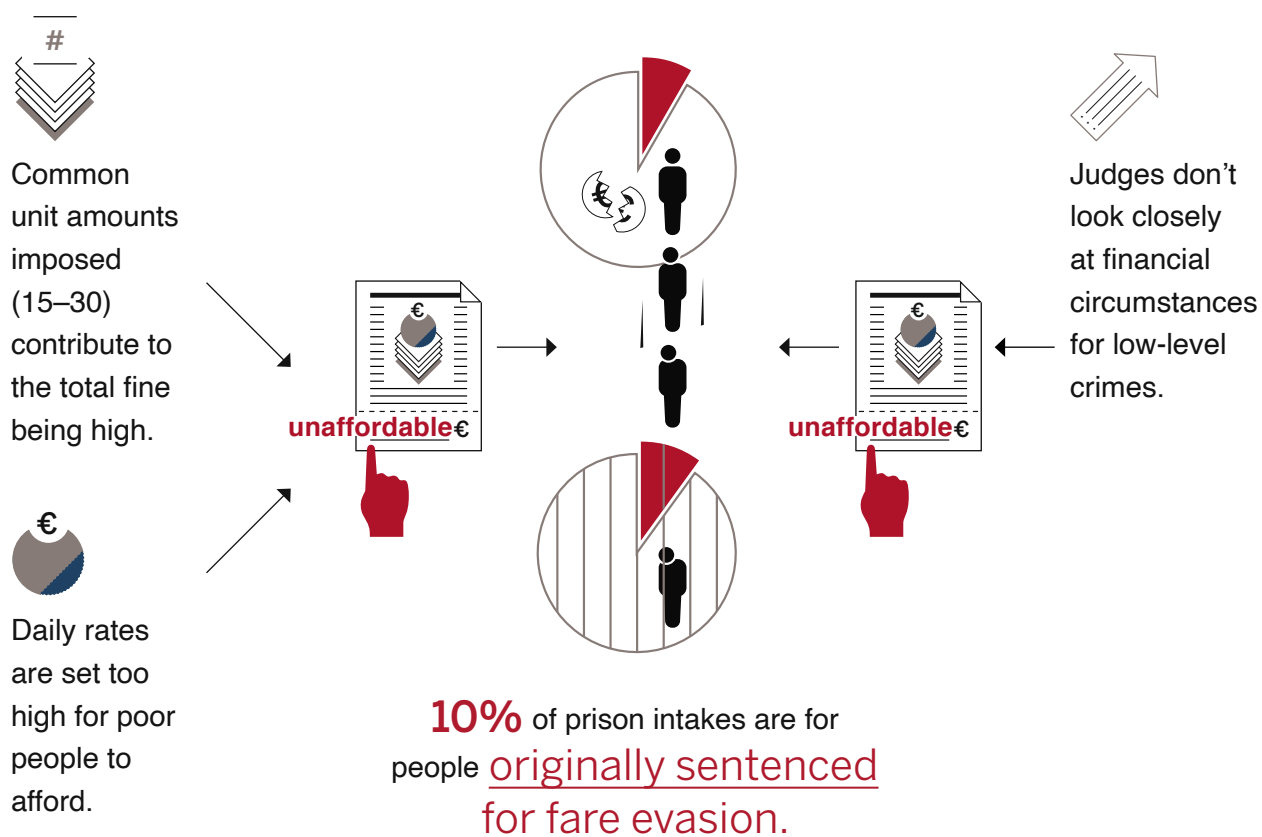 #
Common
unit amounts
imposed
(15–30)
contribute to
the total fine
being high.
€
Daily rates
are set too
high for poor
people to
afford.
€
unaffordable€
€
10% of prison intakes are for
people originally sentenced
for fare evasion.
€
unaffordable€
Judges don’t
look closely
at financial
circumstances
for low-level
crimes.